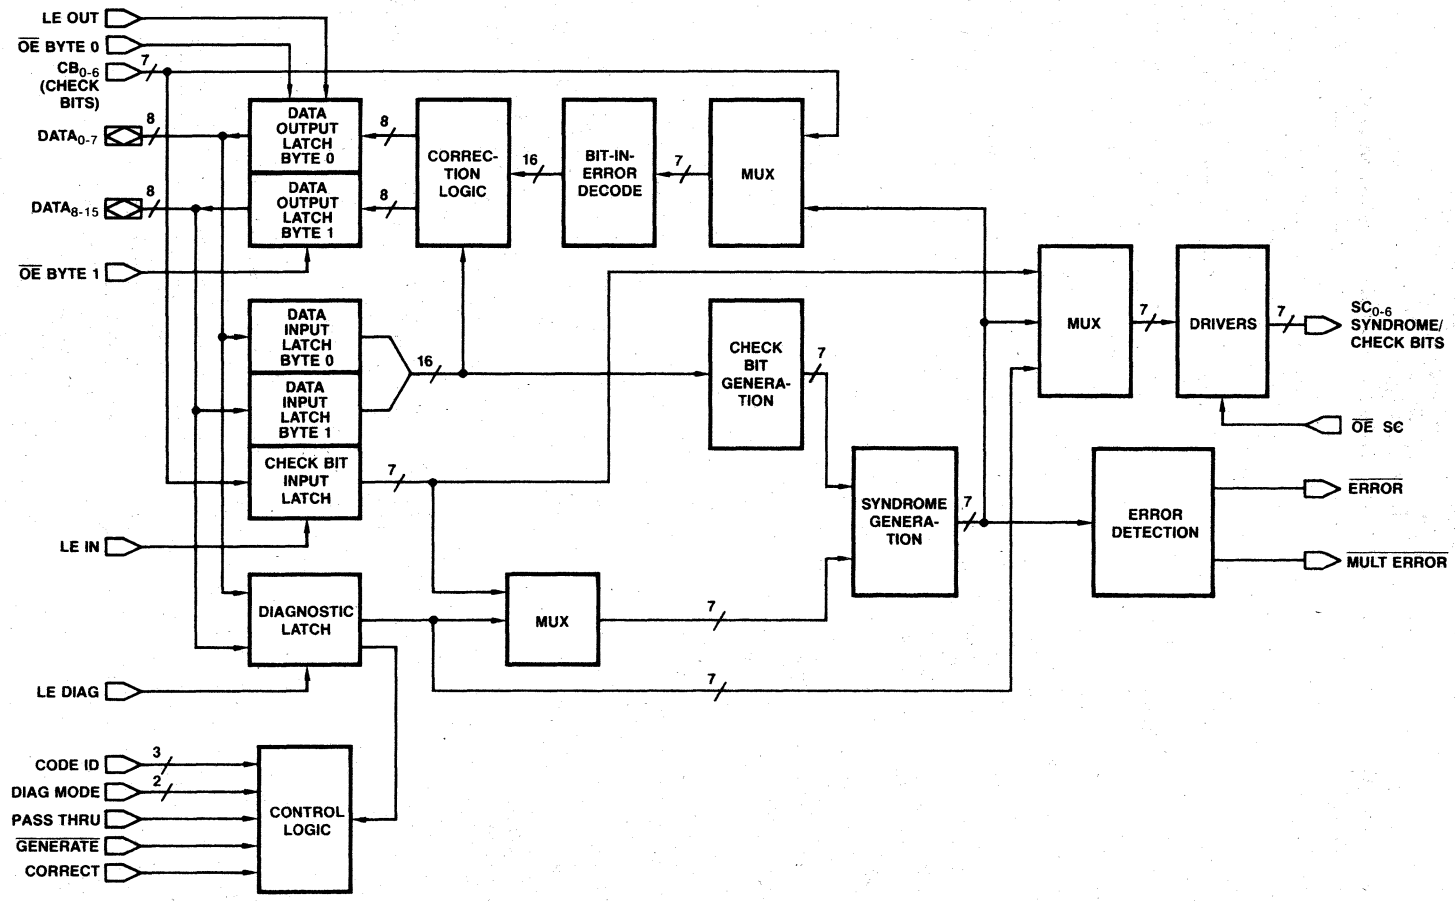 LE OUT
OE BYTE 0
CB0-6
(CHECK
BITS)
7
DATA0-7
8
DATA8-15
8
OE BYTE 1
DATA
OUTPUT
LATCH
BYTE 0
DATA
OUTPUT
LATCH
BYTE 1
8
8
CORREC-
TION
LOGIC
16
BIT-IN-
ERROR
DECODE
7
MUX
DATA
INPUT
LATCH
BYTE 0
DATA
INPUT
LATCH
BYTE 1
CHECK BIT
INPUT
LATCH
16
7
LE IN
CHECK
BIT
GENERA-
TION
7
MUX
7
DRIVERS
7
SC0-6
SYNDROME/
CHECK BITS
OE SC
SYNDROME
GENERA-
TION
7
ERROR
DETECTION
ERROR
MULT ERROR
DIAGNOSTIC
LATCH
MUX
7
7
LE DIAG
CODE ID
3
DIAG MODE
2
PASS THRU
GENERATE
CORRECT
CONTROL
LOGIC